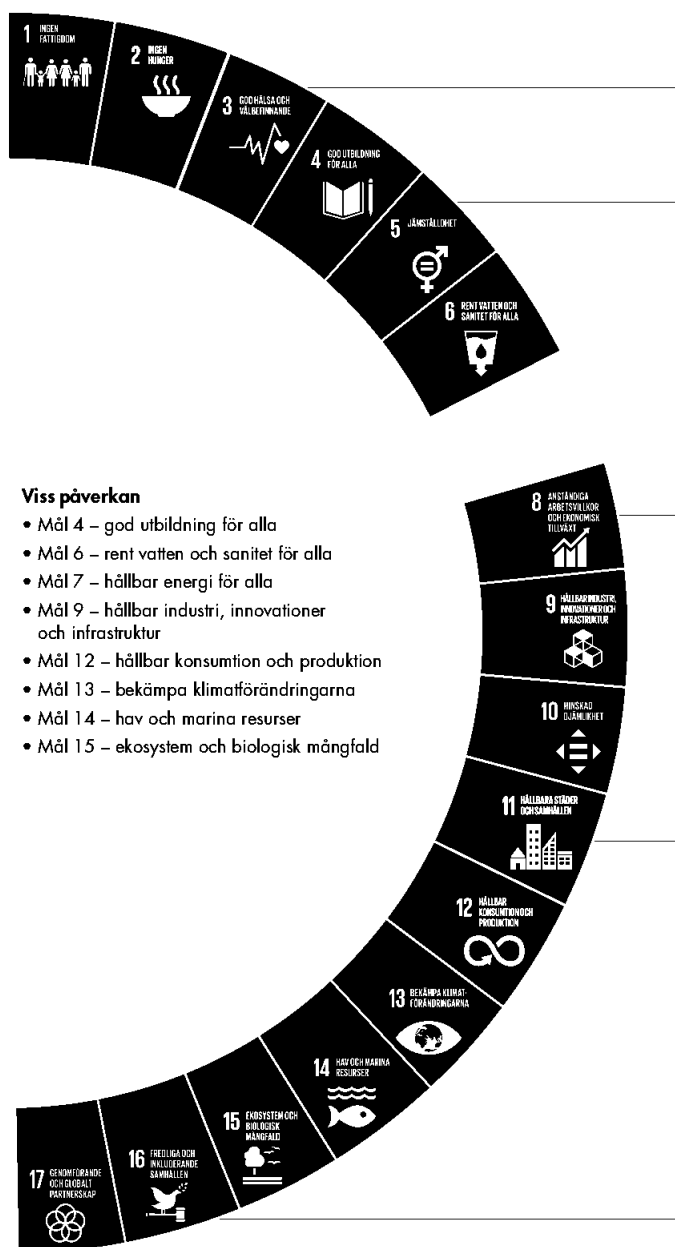 1 INGEN
FATTIGDOM
2 INGEN
HUNGER
3 GOD HÄLSA OCH
VÄLBEFINNANDE
4 GOD UTBILDNING
FÖR ALLA
5 JÄMSTÄLLDHET
6 RENT VATTEN OCH
SANITET FÖR ALLA
Viss påverkan
• Mål 4 – god utbildning för alla
• Mål 6 – rent vatten och sanitet för alla
• Mål 7 – hållbar energi för alla
• Mål 9 – hållbar industri, innovationer
och infrastruktur
• Mål 12 – hållbar konsumtion och produktion
• Mål 13 – bekämpa klimatförändringarna
• Mål 14 – hav och marina resurser
• Mål 15 – ekosystem och biologisk mångfald
8 ANSTÄNDIGA
ARBETSVILLKOR
OCH EKONOMISK
TILLVÄXT
9 HÅLLBAR INDUSTRI,
INNOVATIONER OCH
INFRASTRUKTUR
10 MINSKAD
OJÄMLIKHET
11 HÅLLBARA STÄDER
OCH SAMHÄLLEN
12 HÅLLBAR
KONSUMTION OCH
PRODUKTION
13 BEKÄMPA KLIMAT-
FÖRÄNDRINGARNA
14 HAV OCH MARINA
RESURSER
15 EKOSYSTEM OCH
BIOLOGISK
MÅNGFALD
16 FREDLIGA OCH
INKLUDERANDE
SAMHÄLLEN
17 GENOMFÖRANDE
OCH GLOBALT
PARTNERSKAP